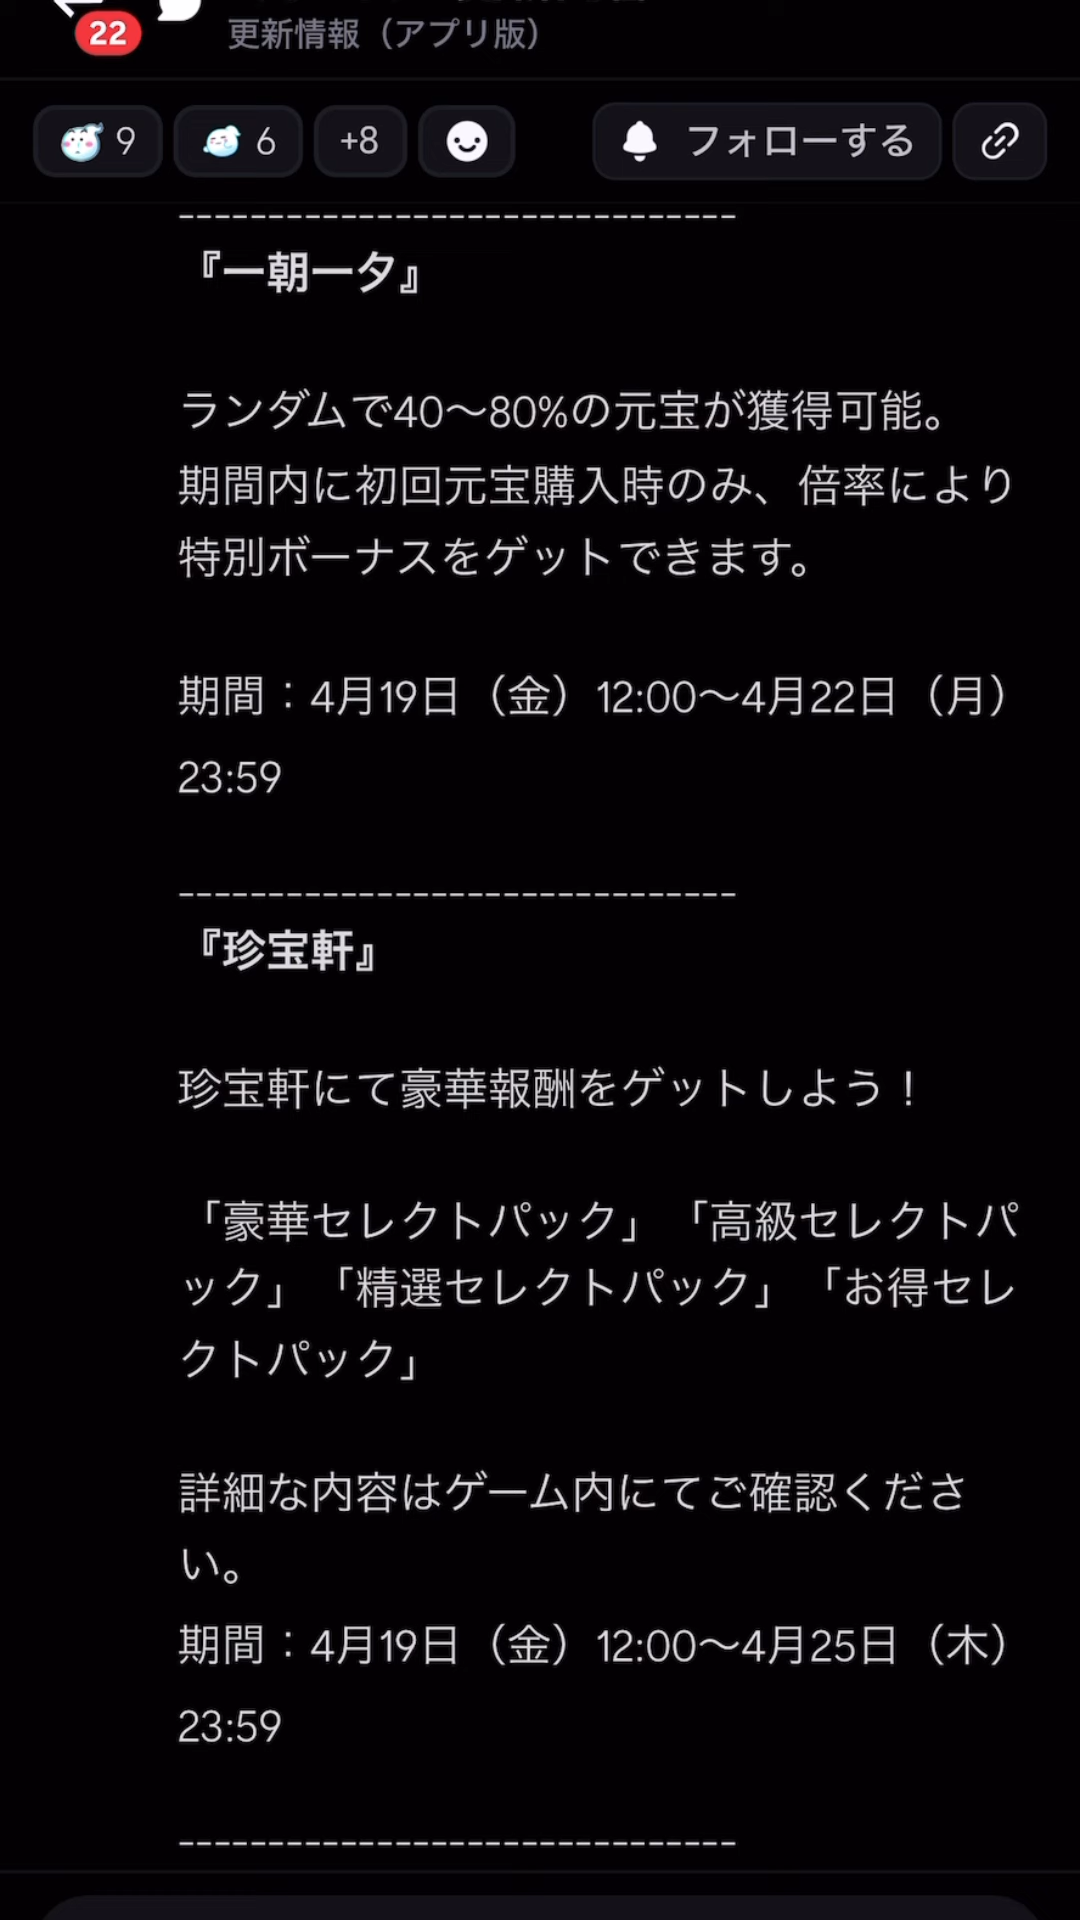 22
更新情報（アプリ版）
9 6 +8 フォローする
-------------------------------
『一朝一夕』
ランダムで40〜80%の元宝が獲得可能。
期間内に初回元宝購入時のみ、倍率により
特別ボーナスをゲットできます。
期間：4月19日（金）12:00〜4月22日（月）
23:59
-------------------------------
『珍宝軒』
珍宝軒にて豪華報酬をゲットしよう！
「豪華セレクトパック」「高級セレクトパ
ック」「精選セレクトパック」「お得セレ
クトパック」
詳細な内容はゲーム内にてご確認くださ
い。
期間：4月19日（金）12:00〜4月25日（木）
23:59
-------------------------------